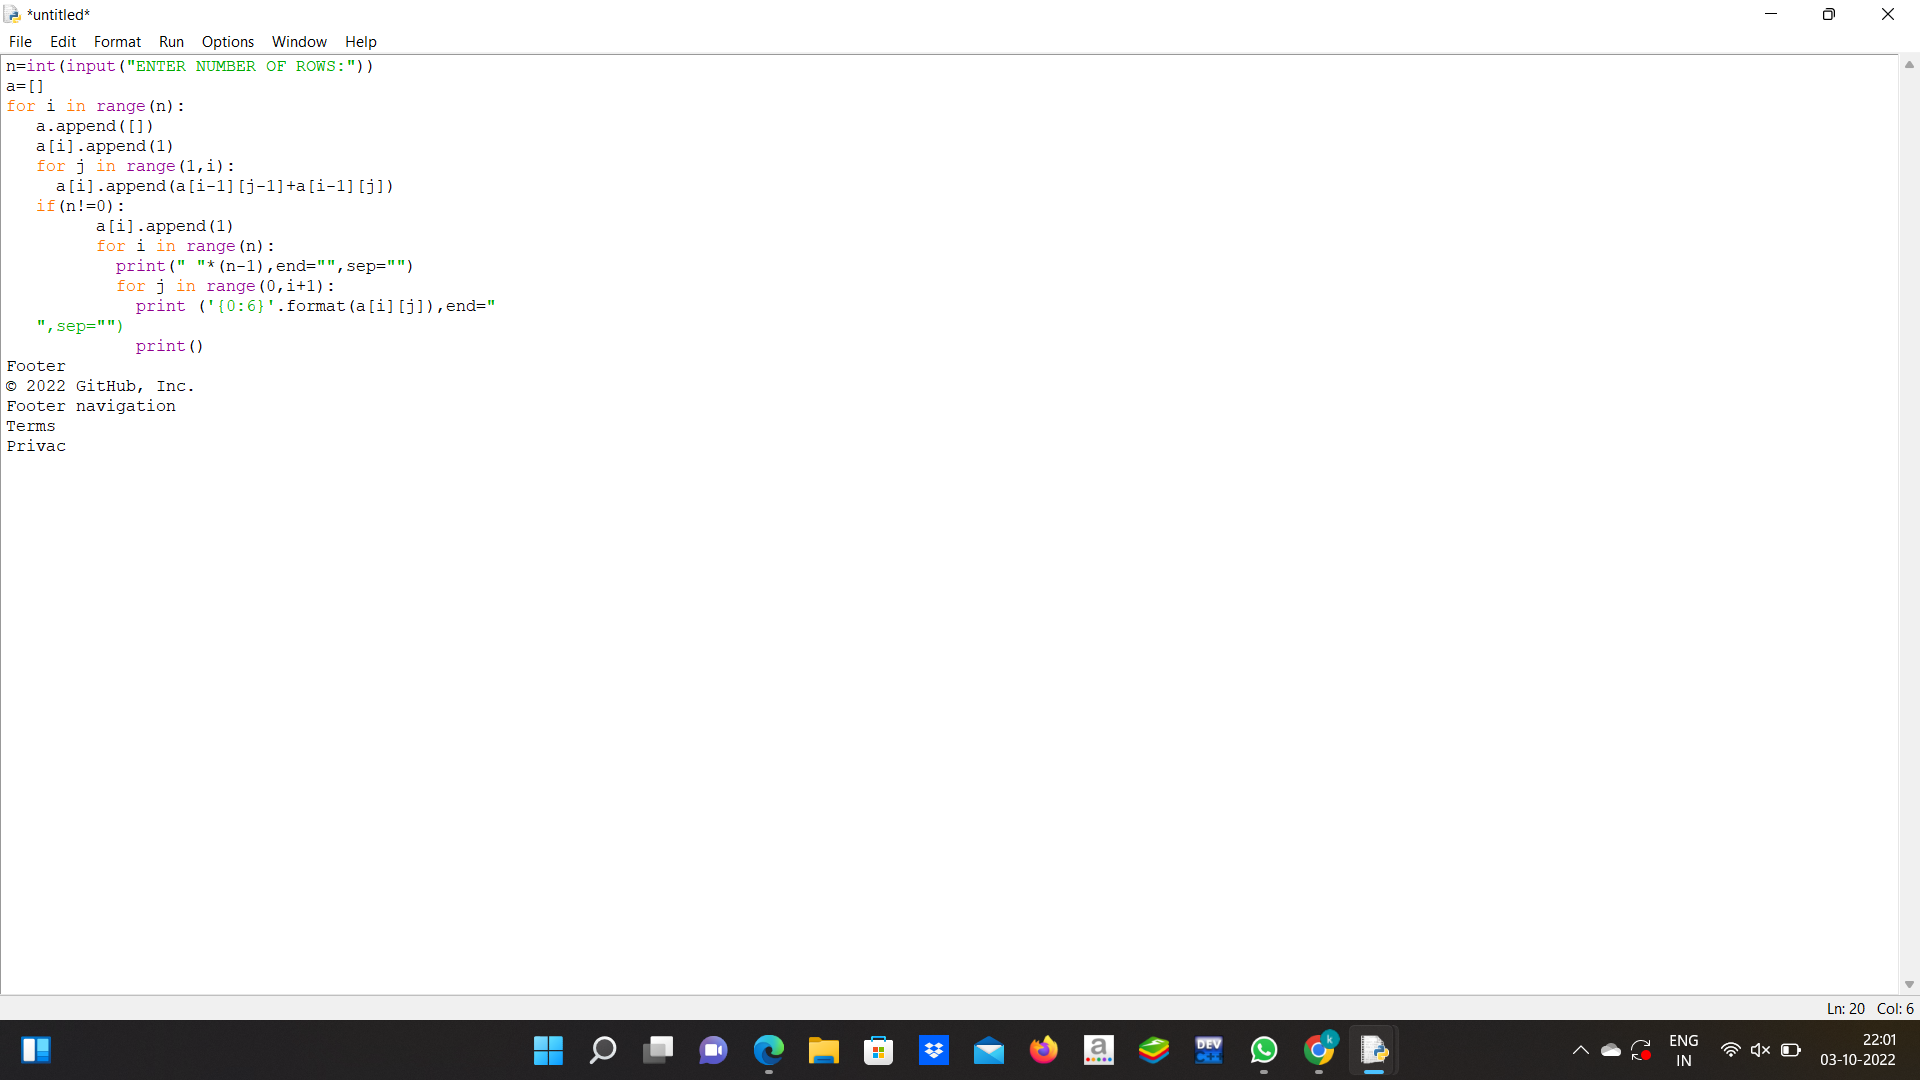 *untitled*
File Edit Format Run Options Window Help
n=int(input("ENTER NUMBER OF ROWS:"))
a=[]
for i in range(n):
   a.append([])
   a[i].append(1)
   for j in range(1,i):
     a[i].append(a[i-1][j-1]+a[i-1][j])
   if(n!=0):
         a[i].append(1)
         for i in range(n):
           print(" "*(n-1),end="",sep="")
           for j in range(0,i+1):
             print ('{0:6}'.format(a[i][j]),end="
   ",sep="")
             print()
Footer
© 2022 GitHub, Inc.
Footer navigation
Terms
Privac
Ln: 20 Col: 6
DEV
C++
a
k
ENG
IN
22:01
03-10-2022